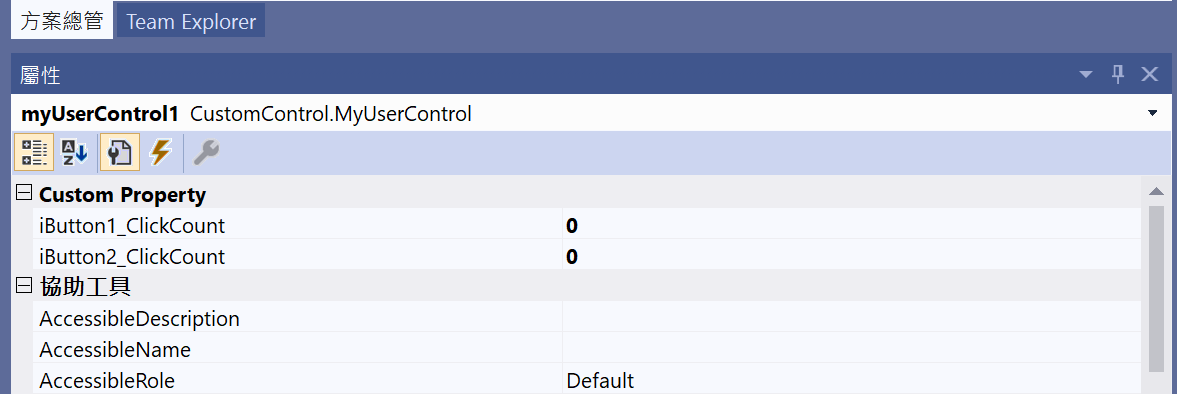 方案總管 Team Explorer
屬性
myUserControl1 CustomControl.MyUserControl
Custom Property
iButton1_ClickCount 0
iButton2_ClickCount 0
協助工具
AccessibleDescription
AccessibleName
AccessibleRole Default